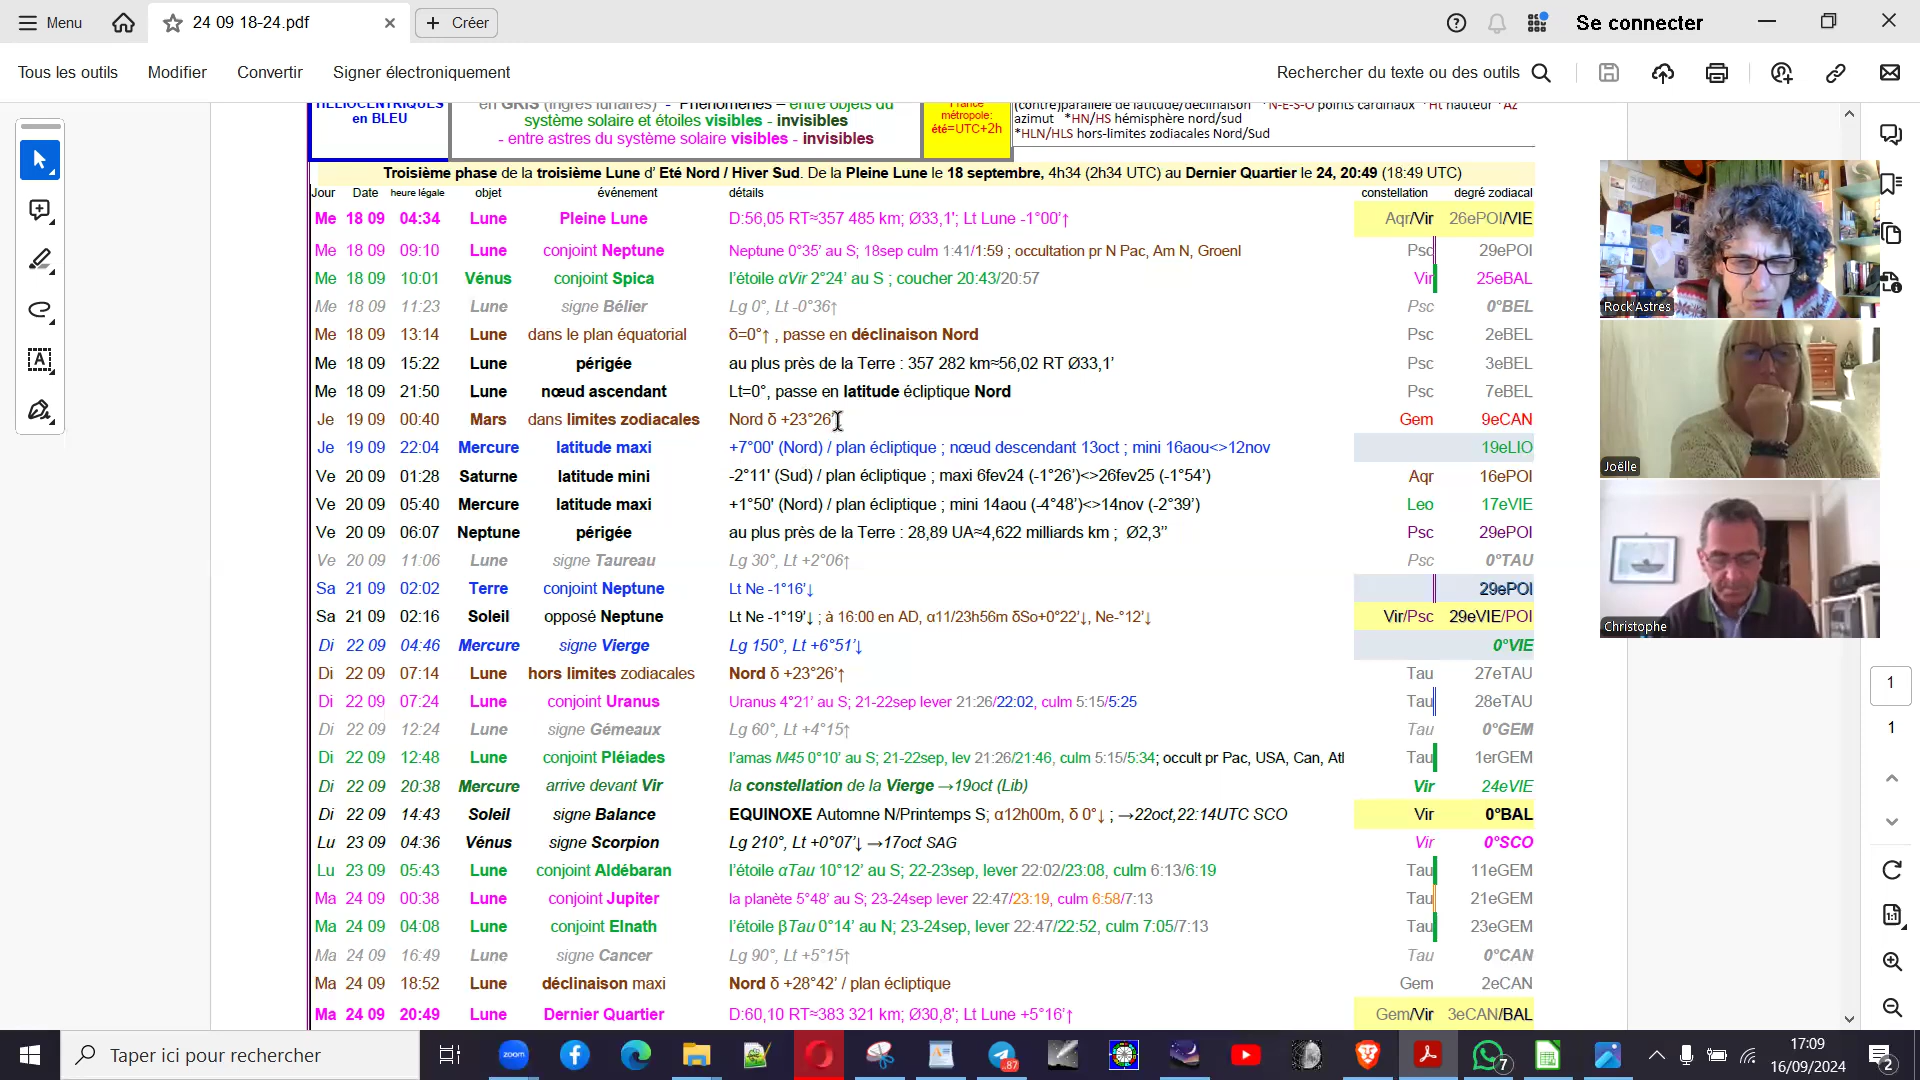 Menu
24 09 18-24.pdf
Créer
Se connecter
Tous les outils
Modifier
Convertir
Signer électroniquement
Rechercher du texte ou des outils
HÉLIOCENTRIQUES
en BLEU
en GRIS (ingrès lunaires) - Phénomènes – entre objets du
système solaire et étoiles visibles - invisibles
- entre astres du système solaire visibles - invisibles
France
métropole:
été=UTC+2h
(contre)parallèle de latitude/déclinaison *N-E-S-O points cardinaux *Ht hauteur *Az
azimut *HN/HS hémisphère nord/sud
*HLN/HLS hors-limites zodiacales Nord/Sud
Troisième phase de la troisième Lune d' Eté Nord / Hiver Sud. De la Pleine Lune le 18 septembre, 4h34 (2h34 UTC) au Dernier Quartier le 24, 20:49 (18:49 UTC)
Jour Date heure légale objet événement détails constellation degré zodiacal
Me 18 09 04:34 Lune Pleine Lune D:56,05 RT≈357 485 km; Ø33,1'; Lt Lune -1°00'↑ Aqr/Vir 26ePOI/VIE
Me 18 09 09:10 Lune conjoint Neptune Neptune 0°35' au S; 18sep culm 1:41/1:59 ; occultation pr N Pac, Am N, Groenl Psc 29ePOI
Me 18 09 10:01 Vénus conjoint Spica l'étoile αVir 2°24' au S ; coucher 20:43/20:57 Vir 25eBAL
Me 18 09 11:23 Lune signe Bélier Lg 0°, Lt -0°36'↑ Psc 0°BEL
Me 18 09 13:14 Lune dans le plan équatorial δ=0°↑ , passe en déclinaison Nord Psc 2eBEL
Me 18 09 15:22 Lune périgée au plus près de la Terre : 357 282 km≈56,02 RT Ø33,1' Psc 3eBEL
Me 18 09 21:50 Lune nœud ascendant Lt=0°, passe en latitude écliptique Nord Psc 7eBEL
Je 19 09 00:40 Mars dans limites zodiacales Nord δ +23°26' Gem 9eCAN
Je 19 09 22:04 Mercure latitude maxi +7°00' (Nord) / plan écliptique ; nœud descendant 13oct ; mini 16aou<>12nov 19eLIO
Ve 20 09 01:28 Saturne latitude mini -2°11' (Sud) / plan écliptique ; maxi 6fev24 (-1°26')<>26fev25 (-1°54') Aqr 16ePOI
Ve 20 09 05:40 Mercure latitude maxi +1°50' (Nord) / plan écliptique ; mini 14aou (-4°48')<>14nov (-2°39') Leo 17eVIE
Ve 20 09 06:07 Neptune périgée au plus près de la Terre : 28,89 UA≈4,622 milliards km ; Ø2,3'' Psc 29ePOI
Ve 20 09 11:06 Lune signe Taureau Lg 30°, Lt +2°06↑ Psc 0°TAU
Sa 21 09 02:02 Terre conjoint Neptune Lt Ne -1°16'↓ 29ePOI
Sa 21 09 02:16 Soleil opposé Neptune Lt Ne -1°19'↓ ; à 16:00 en AD, α11/23h56m δSo+0°22'↓, Ne-°12'↓ Vir/Psc 29eVIE/POI
Di 22 09 04:46 Mercure signe Vierge Lg 150°, Lt +6°51'↓ 0°VIE
Di 22 09 07:14 Lune hors limites zodiacales Nord δ +23°26'↑ Tau 27eTAU
Di 22 09 07:24 Lune conjoint Uranus Uranus 4°21' au S; 21-22sep lever 21:26/22:02, culm 5:15/5:25 Tau 28eTAU
Di 22 09 12:24 Lune signe Gémeaux Lg 60°, Lt +4°15↑ Tau 0°GEM
Di 22 09 12:48 Lune conjoint Pléiades l'amas M45 0°10' au S; 21-22sep, lev 21:26/21:46, culm 5:15/5:34; occult pr Pac, USA, Can, Atl Tau 1erGEM
Di 22 09 20:38 Mercure arrive devant Vir la constellation de la Vierge →19oct (Lib) Vir 24eVIE
Di 22 09 14:43 Soleil signe Balance EQUINOXE Automne N/Printemps S; α12h00m, δ 0°↓ ; →22oct,22:14UTC SCO Vir 0°BAL
Lu 23 09 04:36 Vénus signe Scorpion Lg 210°, Lt +0°07'↓ →17oct SAG Vir 0°SCO
Lu 23 09 05:43 Lune conjoint Aldébaran l'étoile αTau 10°12' au S; 22-23sep, lever 22:02/23:08, culm 6:13/6:19 Tau 11eGEM
Ma 24 09 00:38 Lune conjoint Jupiter la planète 5°48' au S; 23-24sep lever 22:47/23:19, culm 6:58/7:13 Tau 21eGEM
Ma 24 09 04:08 Lune conjoint Elnath l'étoile βTau 0°14' au N; 23-24sep, lever 22:47/22:52, culm 7:05/7:13 Tau 23eGEM
Ma 24 09 16:49 Lune signe Cancer Lg 90°, Lt +5°15↑ Tau 0°CAN
Ma 24 09 18:52 Lune déclinaison maxi Nord δ +28°42' / plan écliptique Gem 2eCAN
Ma 24 09 20:49 Lune Dernier Quartier D:60,10 RT≈383 321 km; Ø30,8'; Lt Lune +5°16'↑ Gem/Vir 3eCAN/BAL
Rock'Astres
Joëlle
Christophe
1
1
Taper ici pour rechercher
zoom
87
7
17:09
16/09/2024
2